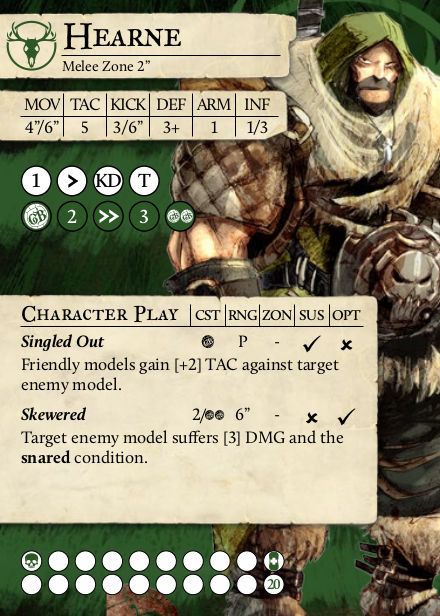 Hearne
Melee Zone 2”
MOV TAC KICK DEF ARM INF
4”/6” 5 3/6” 3+ 1 1/3
1 > KD T
GB 2 >> 3
Character Play CST RNG ZON SUS OPT
Singled Out P - ✓ ✗
Friendly models gain [+2] TAC against target
enemy model.
Skewered 2/ 6” - ✗ ✓
Target enemy model suffers [3] DMG and the
snared condition.
20